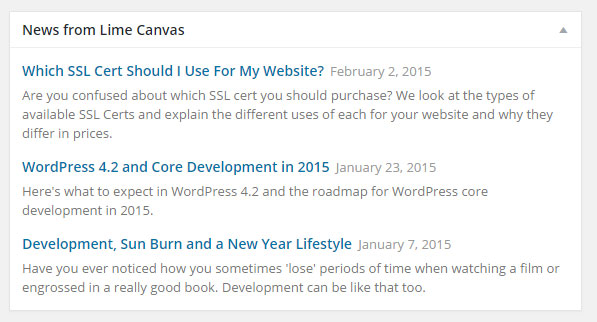 News from Lime Canvas
Which SSL Cert Should I Use For My Website? February 2, 2015
Are you confused about which SSL cert you should purchase? We look at the types of
available SSL Certs and explain the different uses of each for your website and why they
differ in prices.
WordPress 4.2 and Core Development in 2015 January 23, 2015
Here's what to expect in WordPress 4.2 and the roadmap for WordPress core
development in 2015.
Development, Sun Burn and a New Year Lifestyle January 7, 2015
Have you ever noticed how you sometimes 'lose' periods of time when watching a film or
engrossed in a really good book. Development can be like that too.